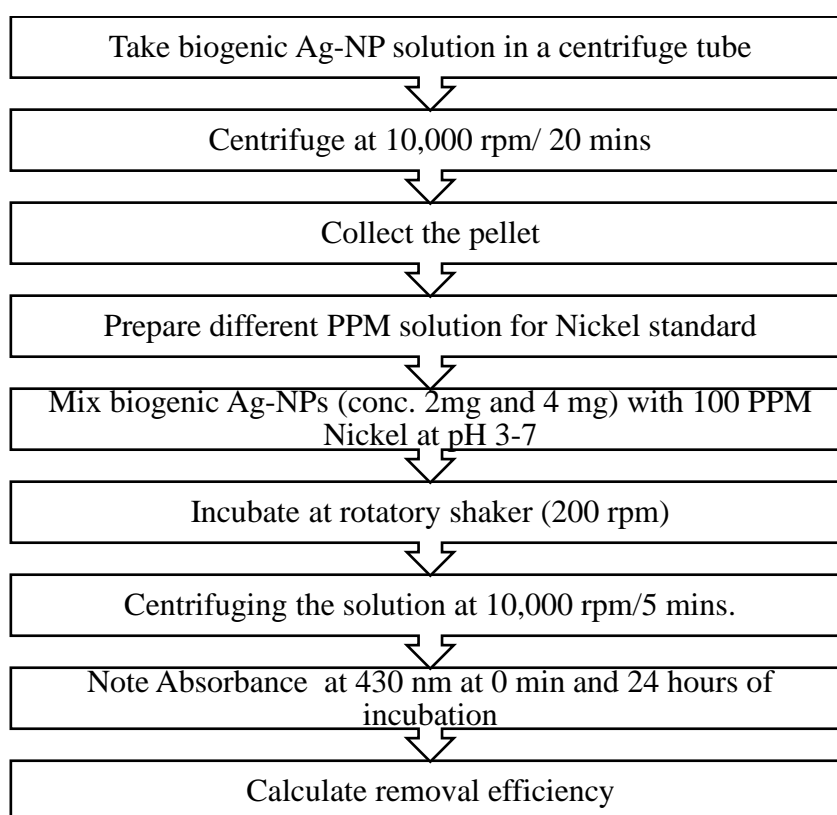 Take biogenic Ag-NP solution in a centrifuge tube
Centrifuge at 10,000 rpm/ 20 mins
Collect the pellet
Prepare different PPM solution for Nickel standard
Mix biogenic Ag-NPs (conc. 2mg and 4 mg) with 100 PPM
Nickel at pH 3-7
Incubate at rotatory shaker (200 rpm)
Centrifuging the solution at 10,000 rpm/5 mins.
Note Absorbance at 430 nm at 0 min and 24 hours of
incubation
Calculate removal efficiency